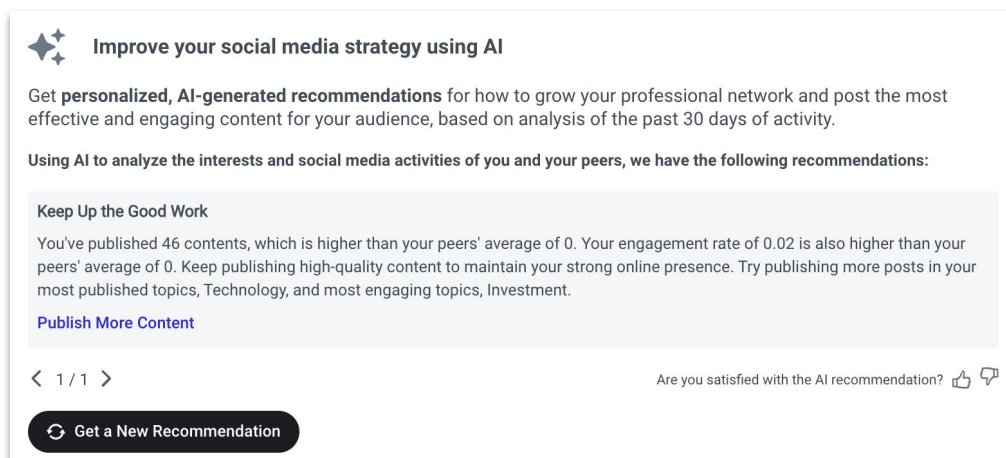 Improve your social media strategy using AI
Get personalized, AI-generated recommendations for how to grow your professional network and post the most
effective and engaging content for your audience, based on analysis of the past 30 days of activity.
Using AI to analyze the interests and social media activities of you and your peers, we have the following recommendations:
Keep Up the Good Work
You've published 46 contents, which is higher than your peers' average of 0. Your engagement rate of 0.02 is also higher than your
peers' average of 0. Keep publishing high-quality content to maintain your strong online presence. Try publishing more posts in your
most published topics, Technology, and most engaging topics, Investment.
Publish More Content
1 / 1
Are you satisfied with the AI recommendation?
Get a New Recommendation